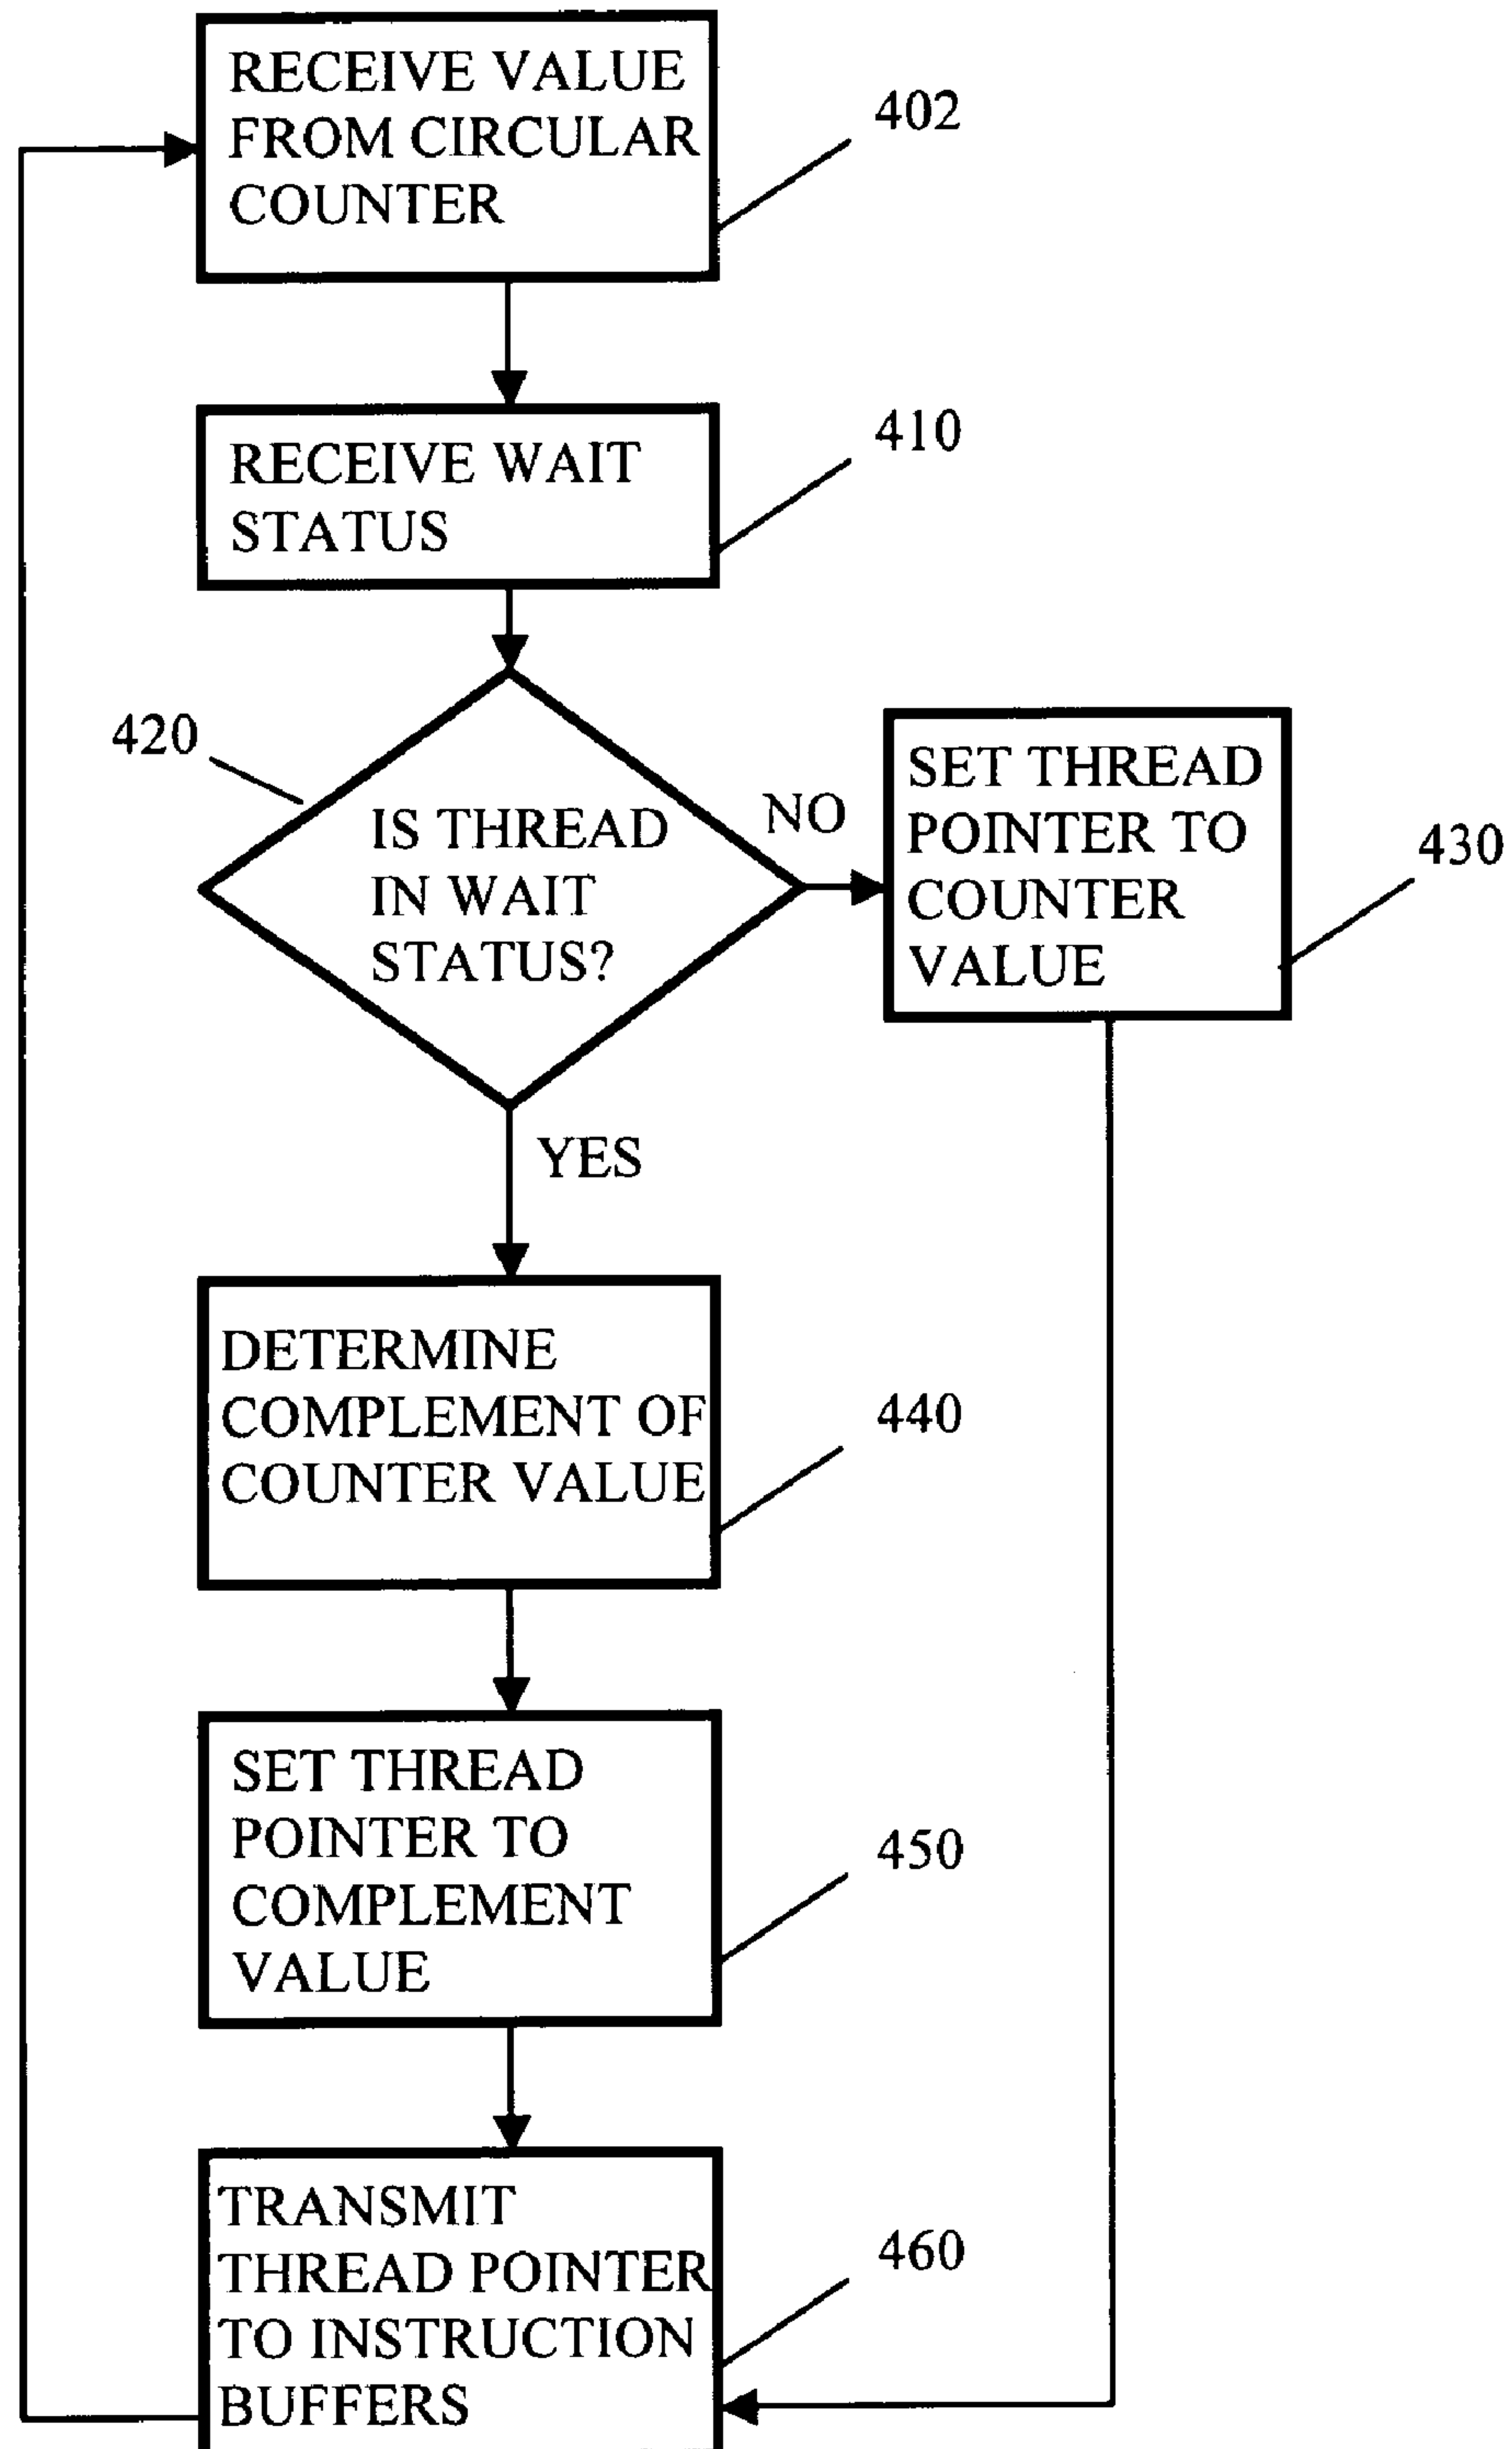 RECEIVE VALUE
FROM CIRCULAR
COUNTER
402
RECEIVE WAIT
STATUS
410
420
IS THREAD
IN WAIT
STATUS?
NO
SET THREAD
POINTER TO
COUNTER
VALUE
430
YES
DETERMINE
COMPLEMENT OF
COUNTER VALUE
440
SET THREAD
POINTER TO
COMPLEMENT
VALUE
450
TRANSMIT
THREAD POINTER
TO INSTRUCTION
BUFFERS
460